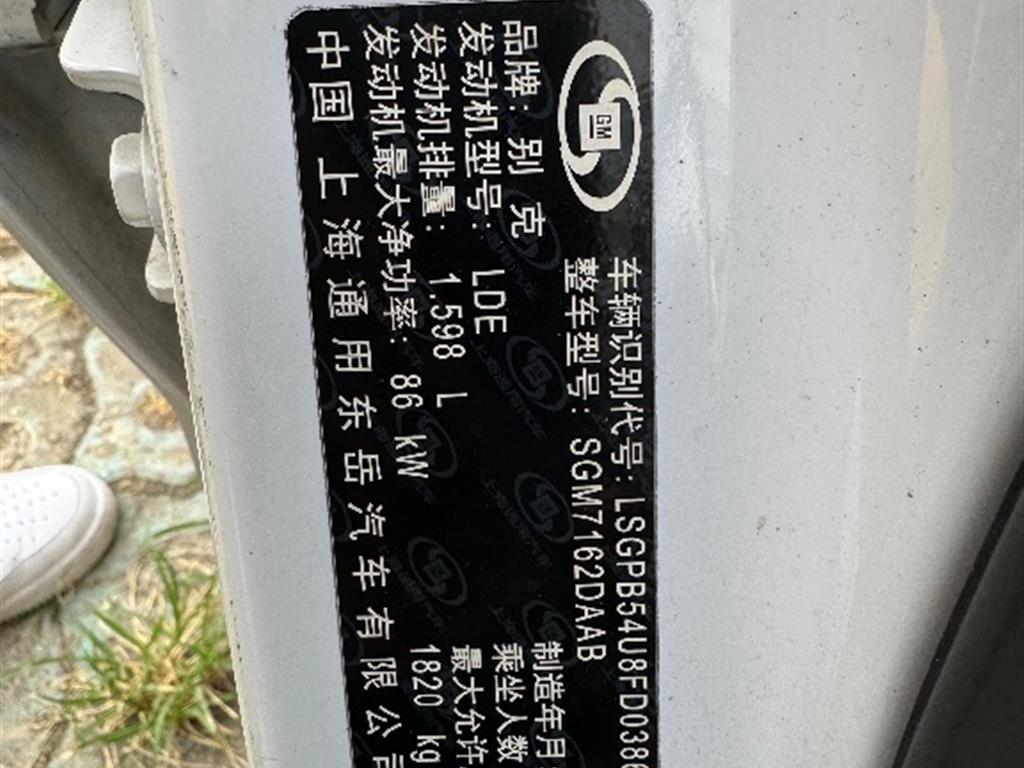 GM
车辆识别代号: LSGPB54U8FD038
整车型号: SGM7162DAAB
品牌: 别克
制造年月
发动机型号: LDE
乘坐人数
发动机排量: 1.598 L
最大允许
发动机最大净功率: 86 kW
1820 kg
中国上海通用东岳汽车有限公司